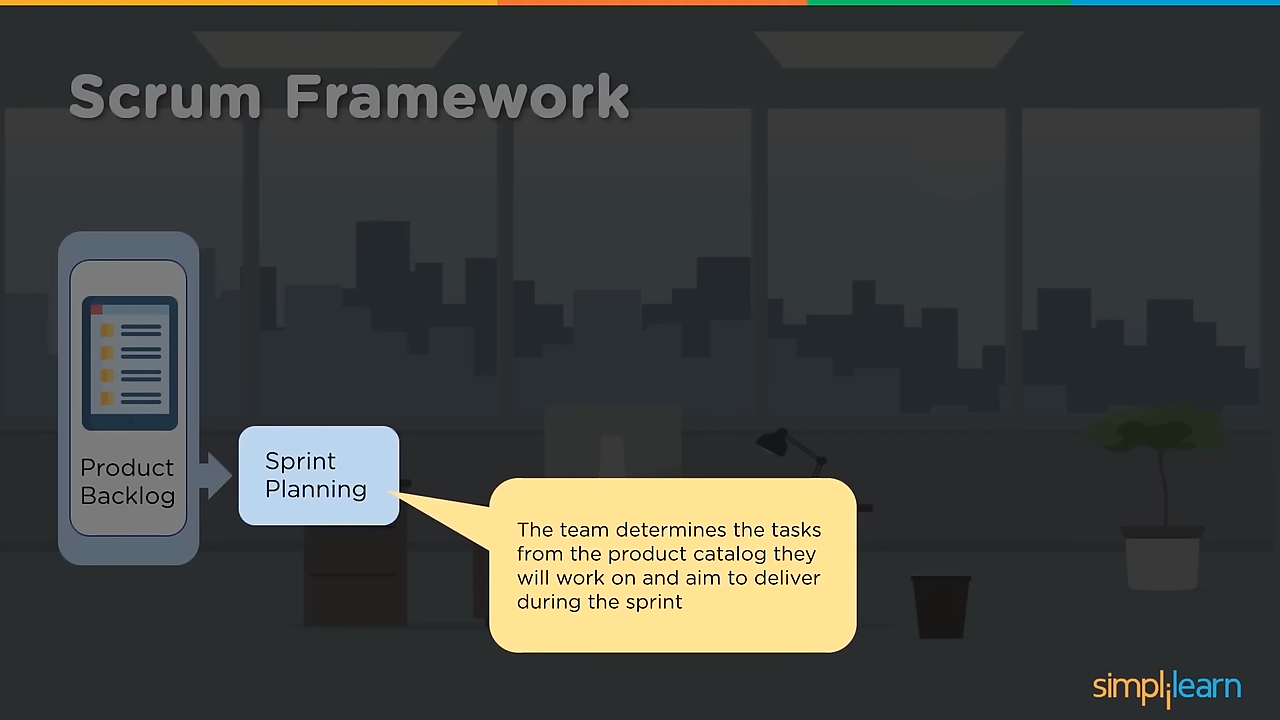 Scrum Framework
Product
Backlog
Sprint
Planning
The team determines the tasks
from the product catalog they
will work on and aim to deliver
during the sprint
simplilearn